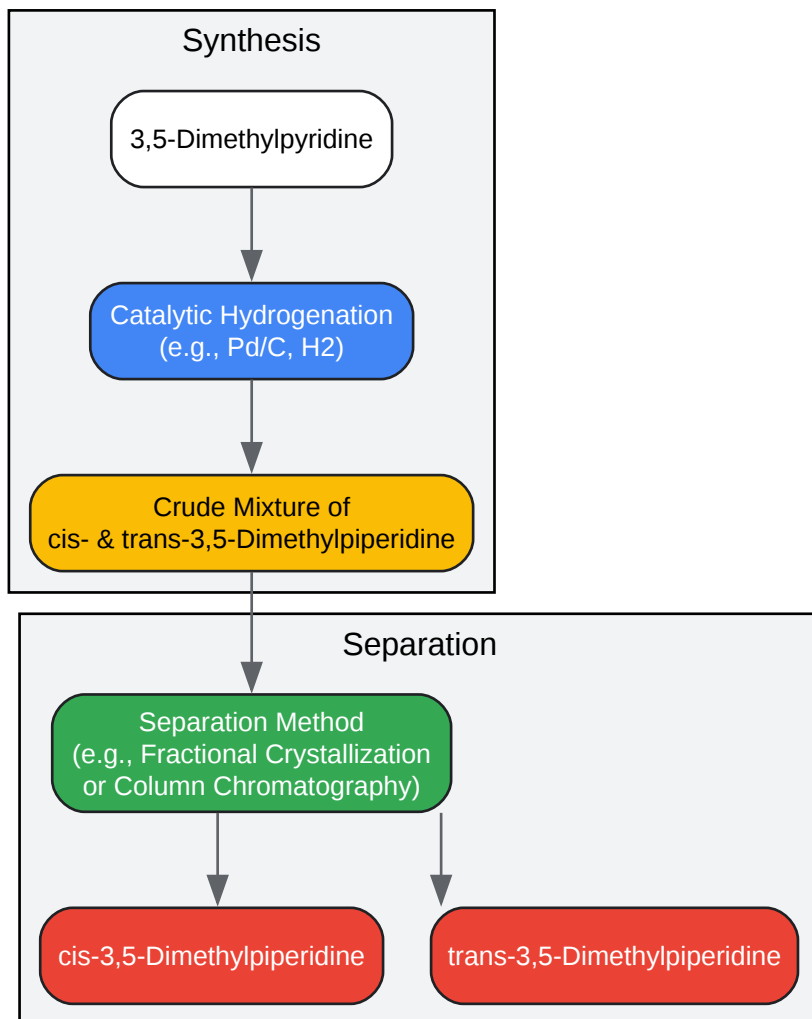 Synthesis
3,5-Dimethylpyridine
Catalytic Hydrogenation
(e.g., Pd/C, H2)
Crude Mixture of
cis- & trans-3,5-Dimethylpiperidine
Separation
Separation Method
(e.g., Fractional Crystallization
or Column Chromatography)
cis-3,5-Dimethylpiperidine
trans-3,5-Dimethylpiperidine